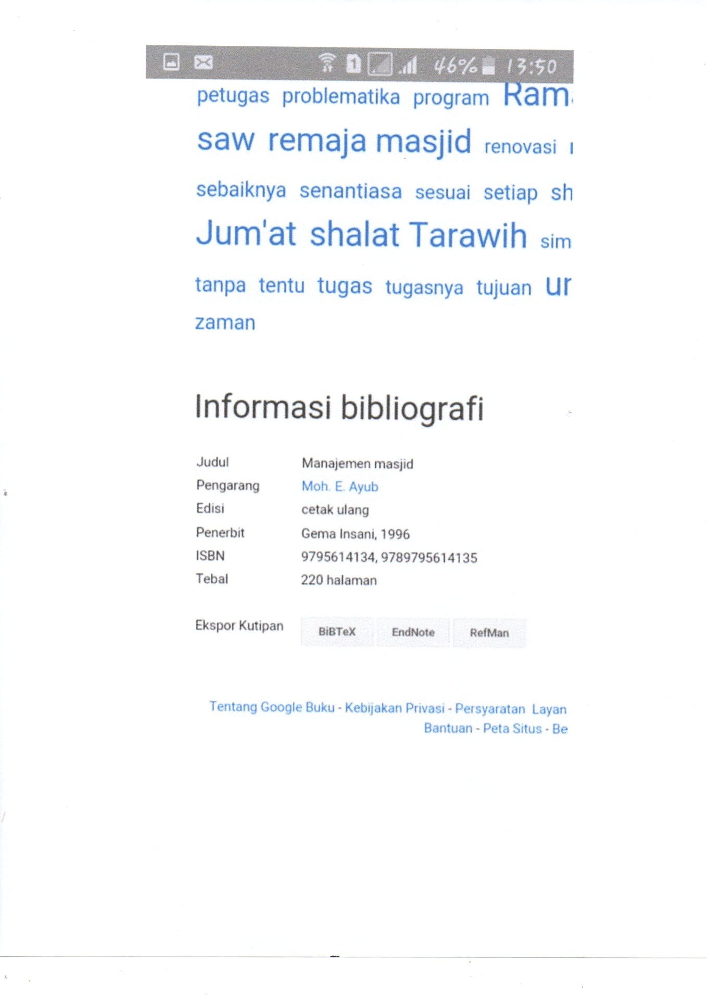 46% 13:50
petugas problematika program
saw remaja masjid renovasi
sebaiknya senantiasa sesuai setiap
Jum'at shalat Tarawih
tanpa tentu tugas tugasnya tujuan
zaman
Informasi bibliografi
Judul Manajemen masjid
Pengarang Moh. E. Ayub
Edisi cetak ulang
Penerbit Gema Insani, 1996
ISBN 9795614134, 9789795614135
Tebal 220 halaman
Ekspor Kutipan BiBTeX EndNote RefMan
Tentang Google Buku - Kebijakan Privasi - Persyaratan Layan
Bantuan - Peta Situs - Be